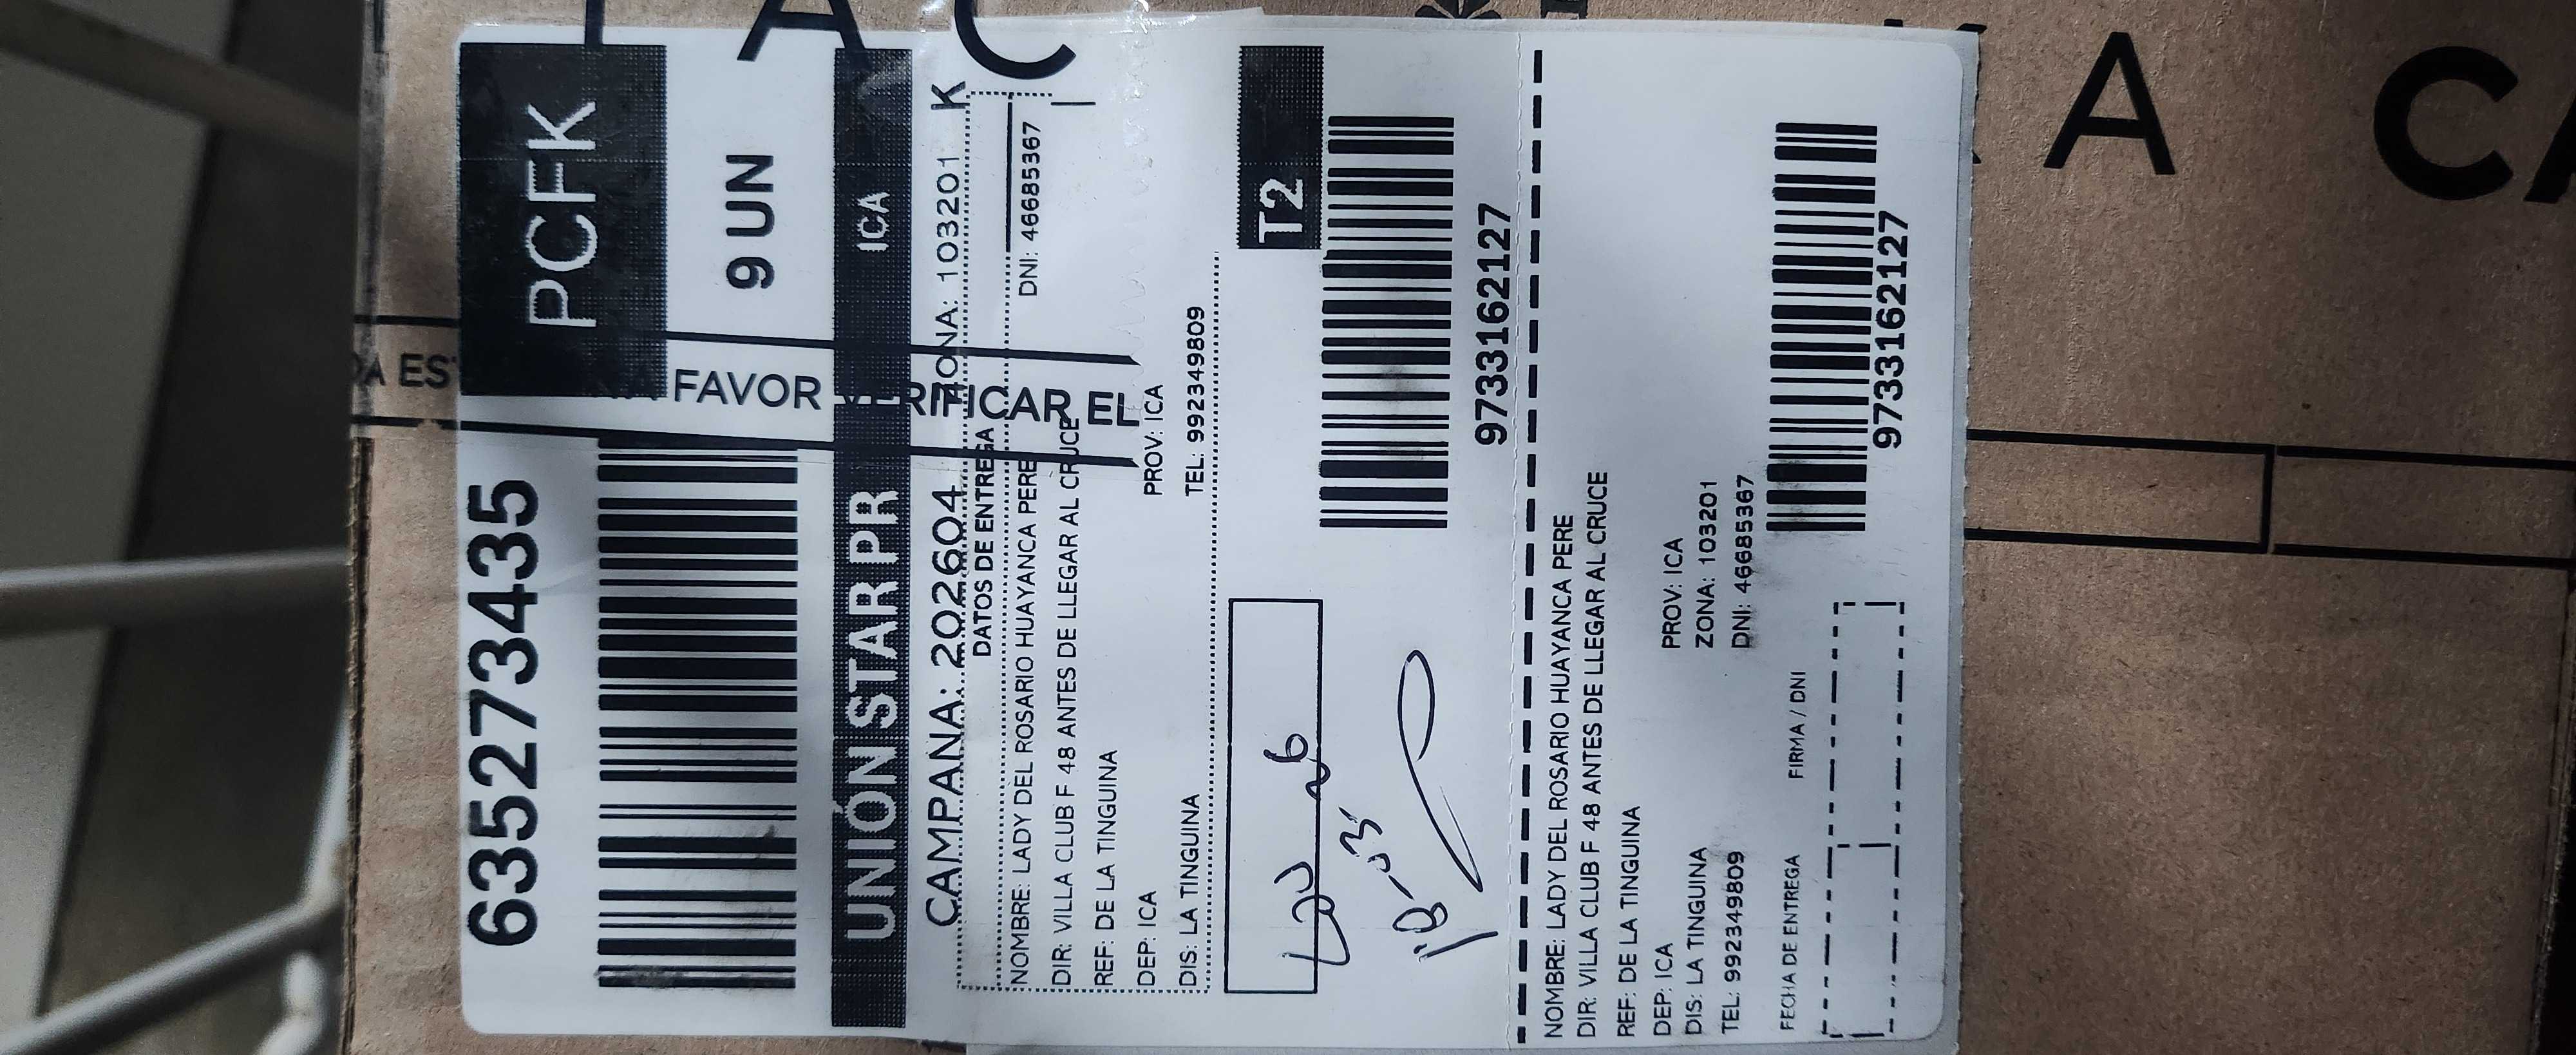 6352734435
PCFK
9 UN
FAVOR VERIFICAR EL
UNIÓN STAR PR ICA
CAMPAÑA: 202604 ZONA: 103201 K
DATOS DE ENTREGA
NOMBRE: LADY DEL ROSARIO HUAYANCA PERE DNI: 46685367
DIR: VILLA CLUB F 48 ANTES DE LLEGAR AL CRUCE
REF: DE LA TINGUINA
DEP: ICA PROV: ICA
DIS: LA TINGUINA TEL: 992349809
T2
9733162127
NOMBRE: LADY DEL ROSARIO HUAYANCA PERE
DIR: VILLA CLUB F 48 ANTES DE LLEGAR AL CRUCE
REF: DE LA TINGUINA
DEP: ICA PROV: ICA
DIS: LA TINGUINA ZONA: 103201
TEL: 992349809 DNI: 46685367
FECHA DE ENTREGA FIRMA / DNI
9733162127